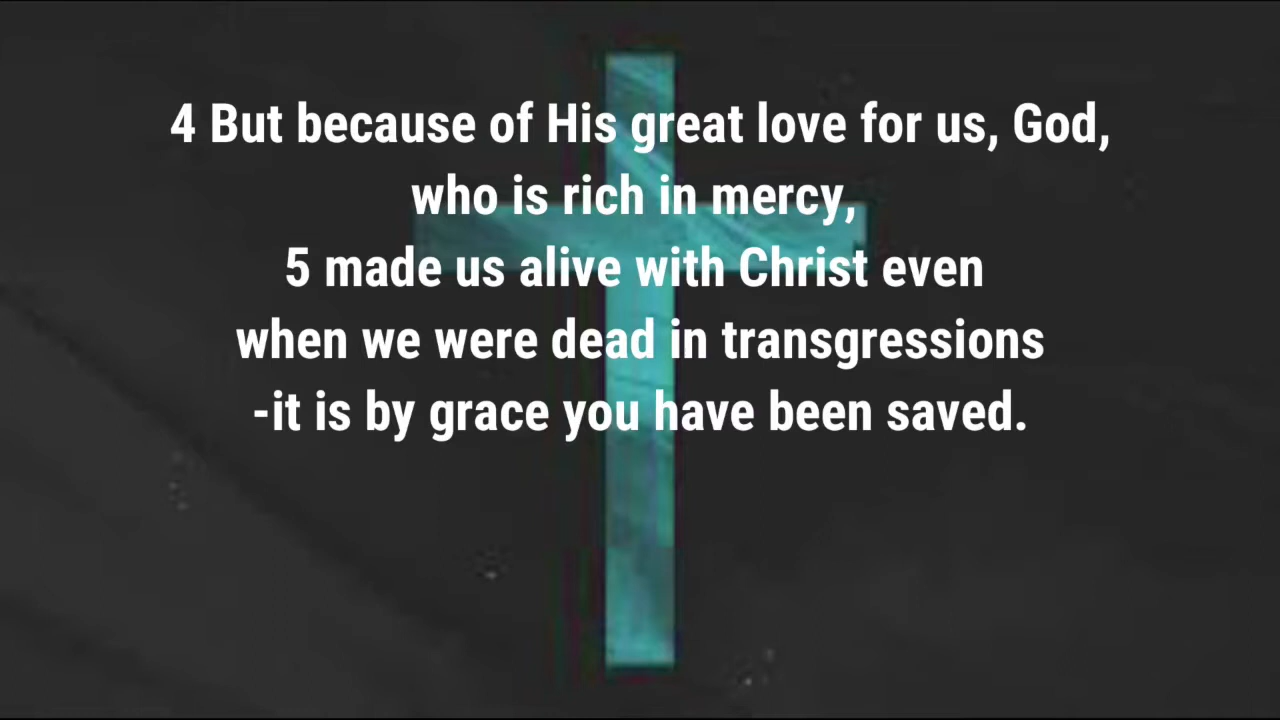 4 But because of His great love for us, God,
who is rich in mercy,
5 made us alive with Christ even
when we were dead in transgressions
-it is by grace you have been saved.